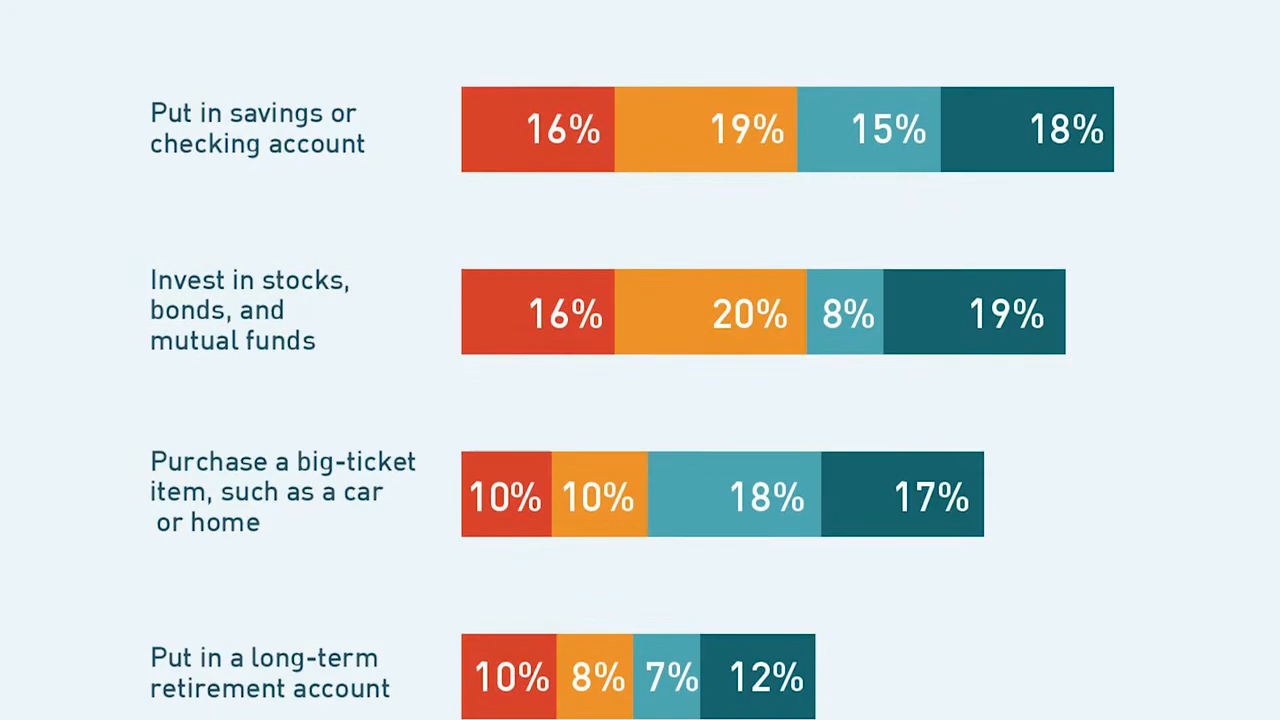 Put in savings or
checking account
16% 19% 15% 18%
Invest in stocks,
bonds, and
mutual funds
16% 20% 8% 19%
Purchase a big-ticket
item, such as a car
or home
10% 10% 18% 17%
Put in a long-term
retirement account
10% 8% 7% 12%